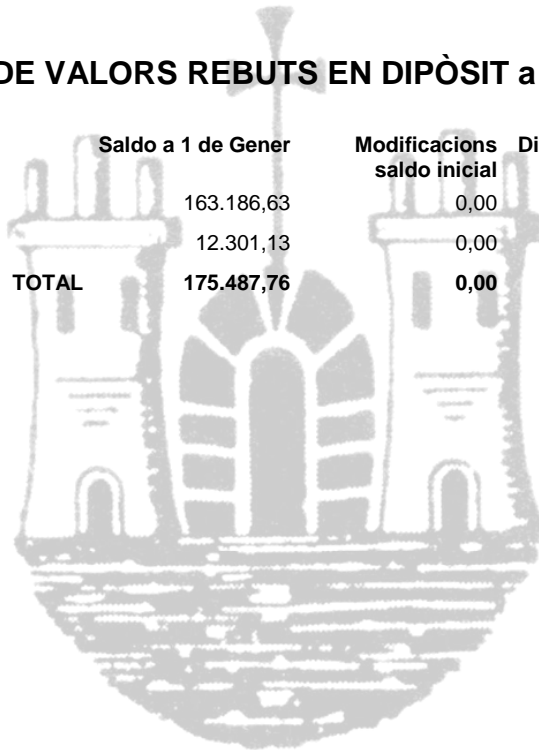 DE VALORS REBUTS EN DIPÒSIT a
Saldo a 1 de Gener Modificacions Di
saldo inicial
163.186,63 0,00
12.301,13 0,00
TOTAL 175.487,76 0,00